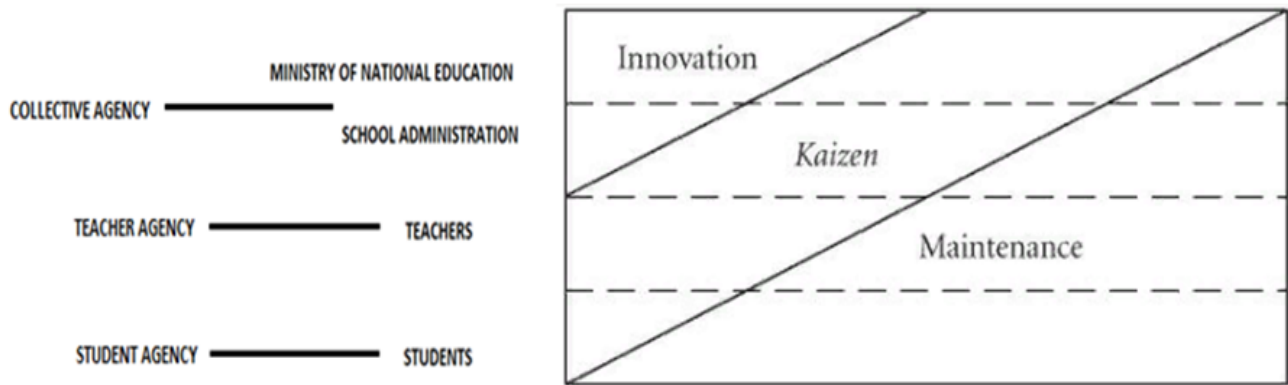 MINISTRY OF NATIONAL EDUCATION
COLLECTIVE AGENCY
SCHOOL ADMINISTRATION
TEACHER AGENCY TEACHERS
STUDENT AGENCY STUDENTS
Innovation
Kaizen
Maintenance